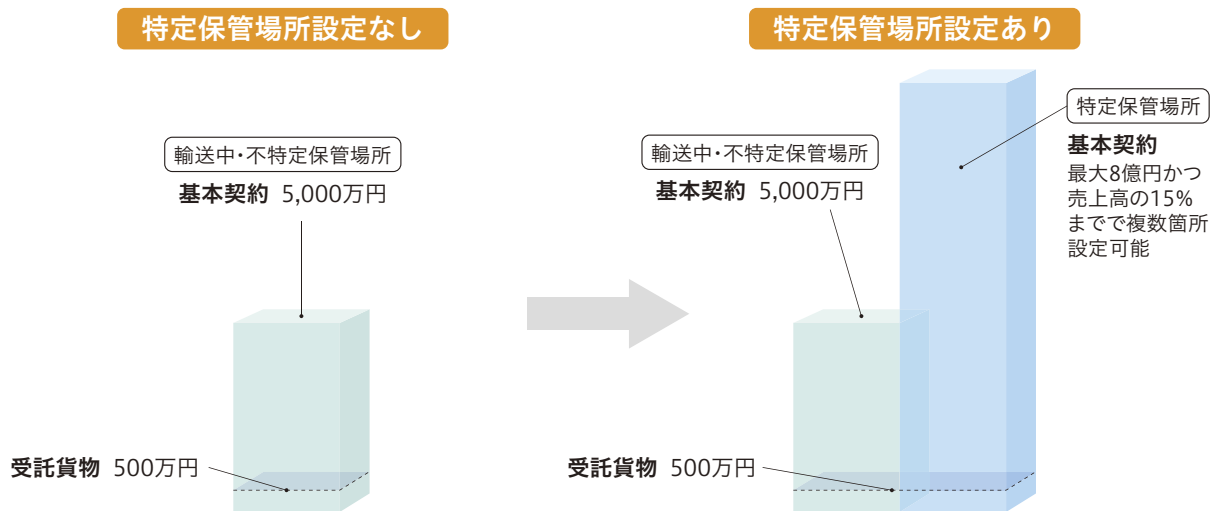 特定保管場所設定なし
輸送中・不特定保管場所
基本契約 5,000万円
受託貨物 500万円
特定保管場所設定あり
輸送中・不特定保管場所
基本契約 5,000万円
特定保管場所
基本契約
最大8億円かつ
売上高の15%
までで複数箇所
設定可能
受託貨物 500万円